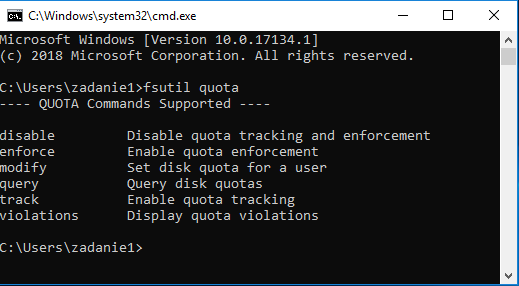 C:\Windows\system32\cmd.exe
Microsoft Windows [Version 10.0.17134.1]
(c) 2018 Microsoft Corporation. All rights reserved.
C:\Users\zadanie1>fsutil quota
---- QUOTA Commands Supported ----
disable Disable quota tracking and enforcement
enforce Enable quota enforcement
modify Set disk quota for a user
query Query disk quotas
track Enable quota tracking
violations Display quota violations
C:\Users\zadanie1>